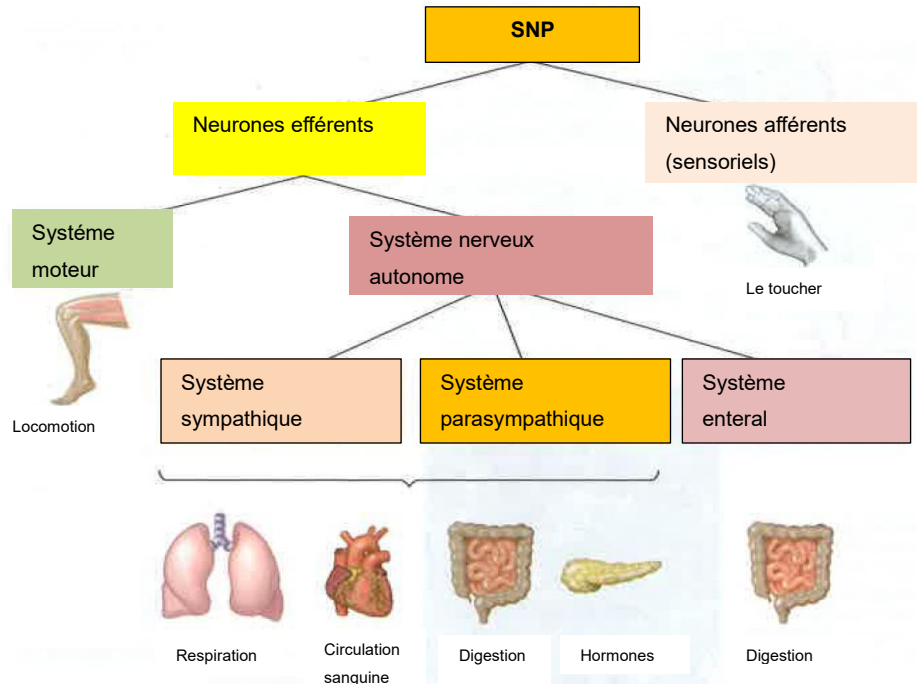 SNP
Neurones efférents
Neurones afférents
(sensoriels)
Systéme
moteur
Système nerveux
autonome
Le toucher
Locomotion
Système
sympathique
Système
parasympathique
Système
enteral
Respiration
Circulation
sanguine
Digestion
Hormones
Digestion